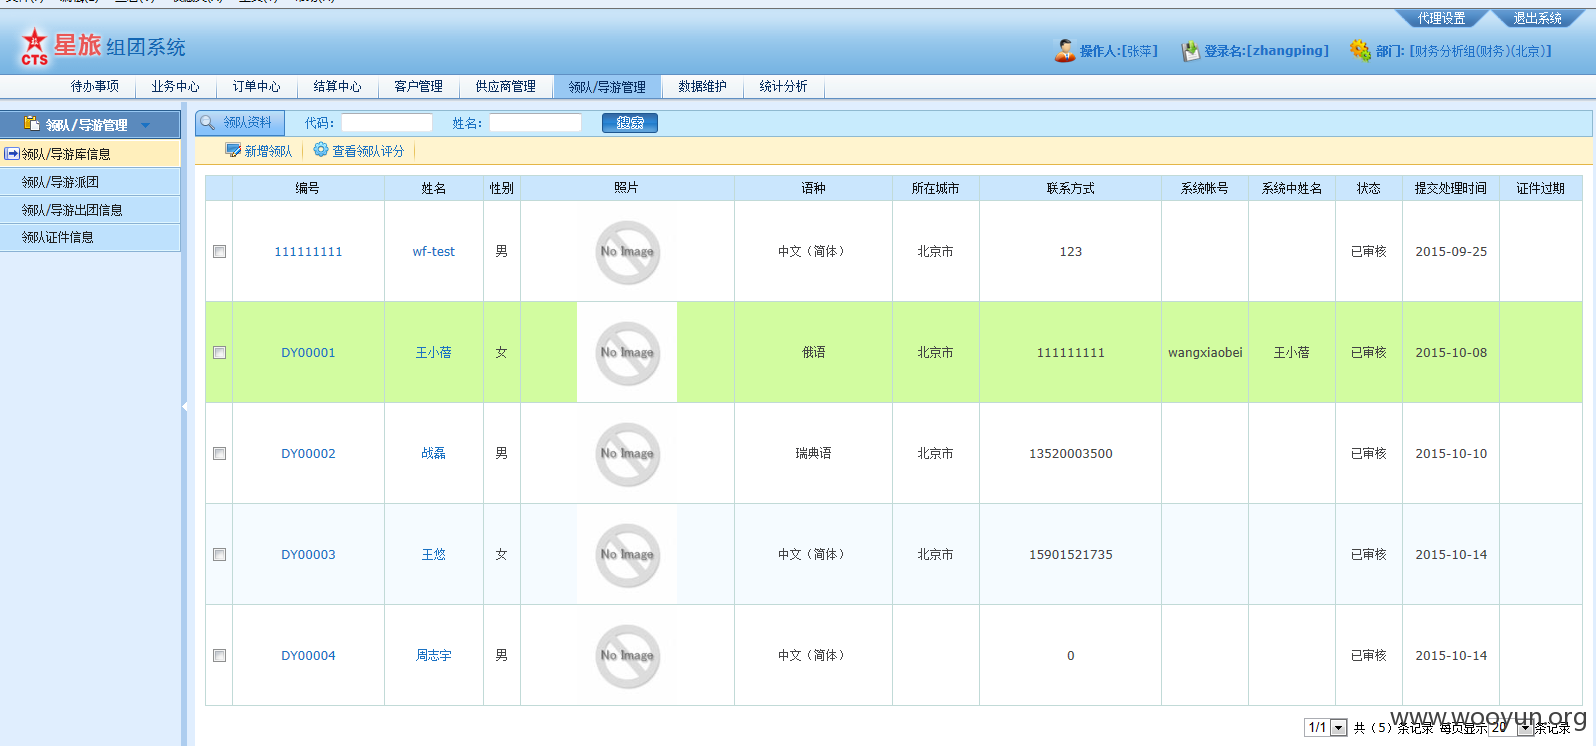 代理设置 退出系统
CTS 星旅 组团系统
操作人:[张萍] 登录名:[zhangping] 部门: [财务分析组(财务)(北京)]
待办事项 业务中心 订单中心 结算中心 客户管理 供应商管理 领队/导游管理 数据维护 统计分析
领队/导游管理
领队/导游库信息
领队/导游派团
领队/导游出团信息
领队证件信息
领队资料 代码: 姓名: 搜索
新增领队 查看领队评分
编号 姓名 性别 照片 语种 所在城市 联系方式 系统帐号 系统中姓名 状态 提交处理时间 证件过期
111111111 wf-test 男 No Image 中文（简体） 北京市 123 已审核 2015-09-25
DY00001 王小蓓 女 No Image 俄语 北京市 111111111 wangxiaobei 王小蓓 已审核 2015-10-08
DY00002 战磊 男 No Image 瑞典语 北京市 13520003500 已审核 2015-10-10
DY00003 王悠 女 No Image 中文（简体） 北京市 15901521735 已审核 2015-10-14
DY00004 周志宇 男 No Image 中文（简体） 0 已审核 2015-10-14
1/1 共（5）条记录 每页显示 20 条记录
www.wooyun.org